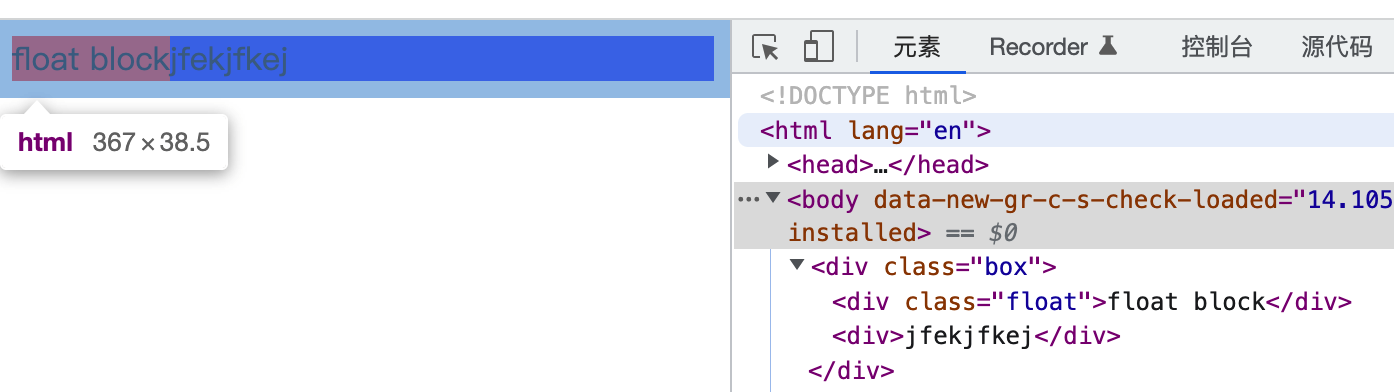 float blockjfekjfkej
html 367 × 38.5
元素 Recorder 控制台 源代码
<!DOCTYPE html>
<html lang="en">
<head>…</head>
<body data-new-gr-c-s-check-loaded="14.105
installed> == $0
<div class="box">
<div class="float">float block</div>
<div>jfekjfkej</div>
</div>